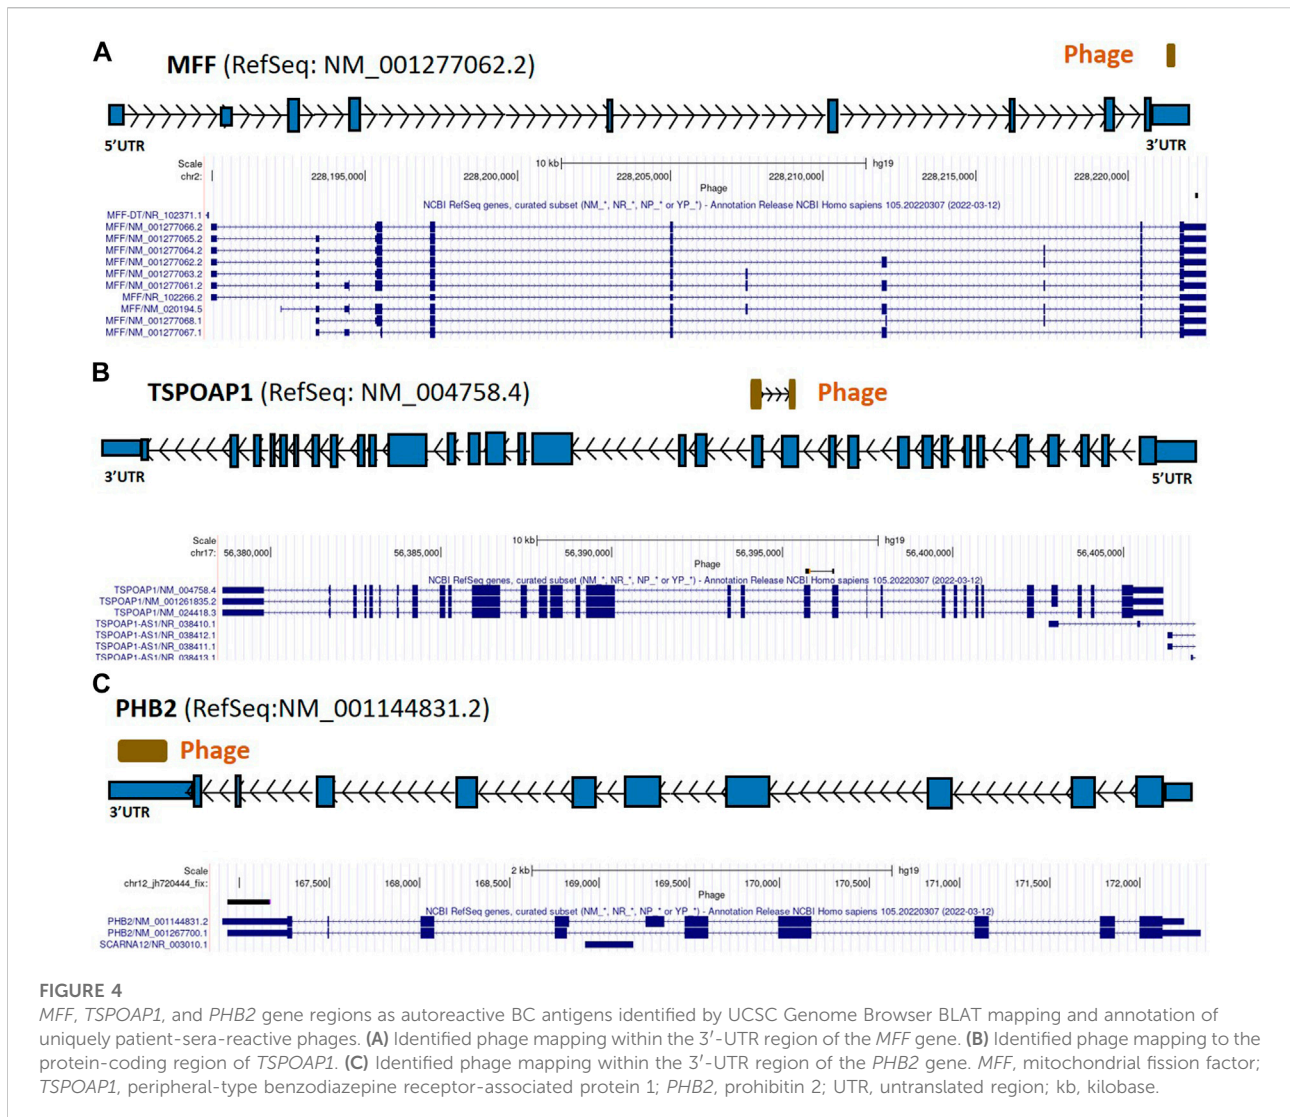 A
MFF (RefSeq: NM_001277062.2)
Phage
5'UTR
3'UTR
Scale
10 kb
hg19
chr2:
228,195,000
228,200,000
228,205,000
228,210,000
228,215,000
228,220,000
Phage
NCBI RefSeq genes, curated subset (NM_*, NR_*, NP_* or YP_*) - Annotation Release NCBI Homo sapiens 105.20220307 (2022-03-12)
MFF-DT/NR_102371.1
MFF/NM_001277066.2
MFF/NM_001277065.2
MFF/NM_001277064.2
MFF/NM_001277062.2
MFF/NM_001277063.2
MFF/NM_001277061.2
MFF/NR_102266.2
MFF/NM_020194.5
MFF/NM_001277068.1
MFF/NM_001277067.1
B
TSPOAP1 (RefSeq: NM_004758.4)
Phage
3'UTR
5'UTR
Scale
10 kb
hg19
chr17:
56,380,000
56,385,000
56,390,000
56,395,000
56,400,000
56,405,000
Phage
NCBI RefSeq genes, curated subset (NM_*, NR_*, NP_* or YP_*) - Annotation Release NCBI Homo sapiens 105.20220307 (2022-03-12)
TSPOAP1/NM_004758.4
TSPOAP1/NM_001261835.2
TSPOAP1/NM_024418.3
TSPOAP1-AS1/NR_038410.1
TSPOAP1-AS1/NR_038412.1
TSPOAP1-AS1/NR_038411.1
TSPOAP1-AS1/NR_038413.1
C
PHB2 (RefSeq:NM_001144831.2)
Phage
3'UTR
Scale
2 kb
hg19
chr12_jh720444_fix:
167,500
168,000
168,500
169,000
169,500
170,000
170,500
171,000
171,500
172,000
Phage
NCBI RefSeq genes, curated subset (NM_*, NR_*, NP_* or YP_*) - Annotation Release NCBI Homo sapiens 105.20220307 (2022-03-12)
PHB2/NM_001144831.2
PHB2/NM_001267700.1
SCARNA12/NR_003010.1
FIGURE 4
MFF, TSPOAP1, and PHB2 gene regions as autoreactive BC antigens identified by UCSC Genome Browser BLAT mapping and annotation of
uniquely patient-sera-reactive phages. (A) Identified phage mapping within the 3′-UTR region of the MFF gene. (B) Identified phage mapping to the
protein-coding region of TSPOAP1. (C) Identified phage mapping within the 3′-UTR region of the PHB2 gene. MFF, mitochondrial fission factor;
TSPOAP1, peripheral-type benzodiazepine receptor-associated protein 1; PHB2, prohibitin 2; UTR, untranslated region; kb, kilobase.